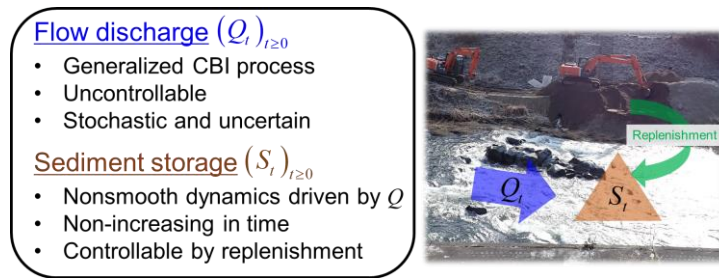 Flow discharge (Q_t)_{t≥0}
• Generalized CBI process
• Uncontrollable
• Stochastic and uncertain
Sediment storage (S_t)_{t≥0}
• Nonsmooth dynamics driven by Q
• Non-increasing in time
• Controllable by replenishment
Replenishment
Q_t
S_t